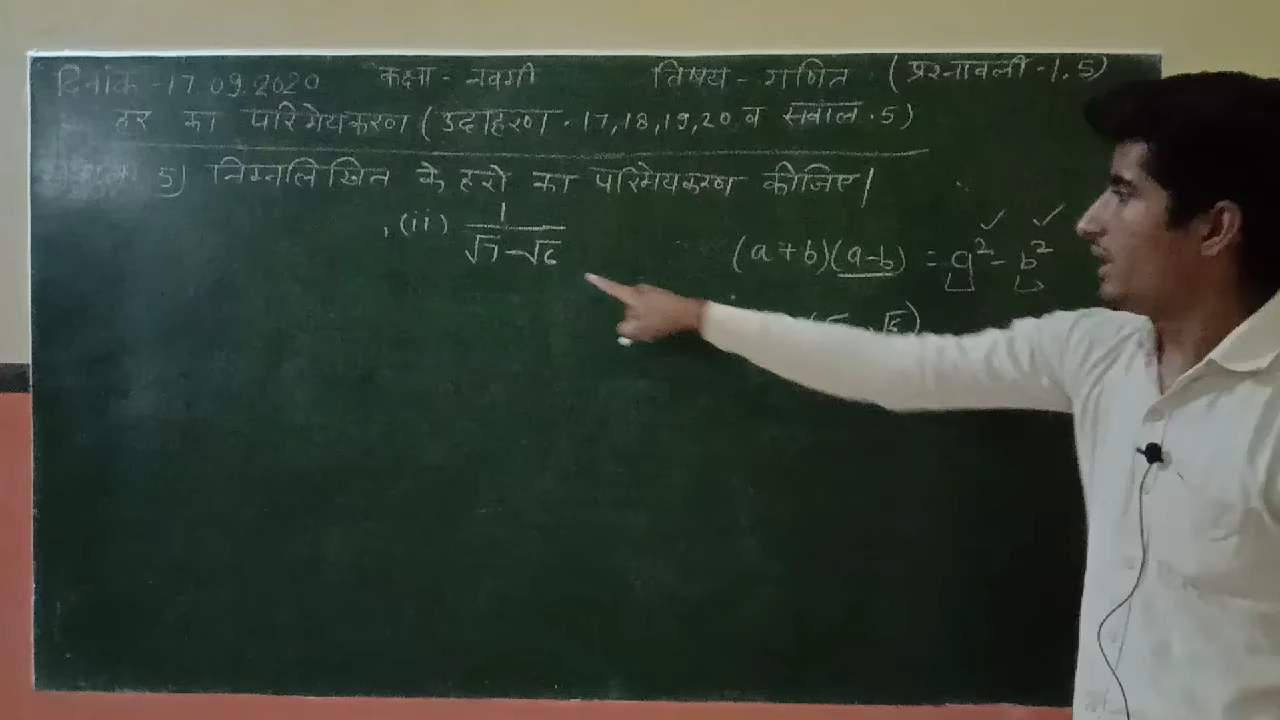 दिनांक - 17.09.2020 कक्षा - नवमी विषय - गणित (प्रश्नावली - 1.5)
हर का परिमेयकरण (उदाहरण - 17,18,19,20 व सवाल - 5)
5) निम्नलिखित के हरो का परिमेयकरण कीजिए।
(ii) 1/(√7 - √6)
(a+b)(a-b) = a² - b²